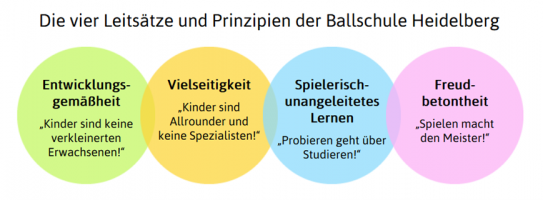 Die vier Leitsätze und Prinzipien der Ballschule Heidelberg
Entwicklungs-
gemäßheit
„Kinder sind keine
verkleinerten
Erwachsenen!“
Vielseitigkeit
„Kinder sind
Allrounder und
keine Spezialisten!“
Spielerisch-
unangeleitetes
Lernen
„Probieren geht über
Studieren!“
Freud-
betontheit
„Spielen macht
den Meister!“